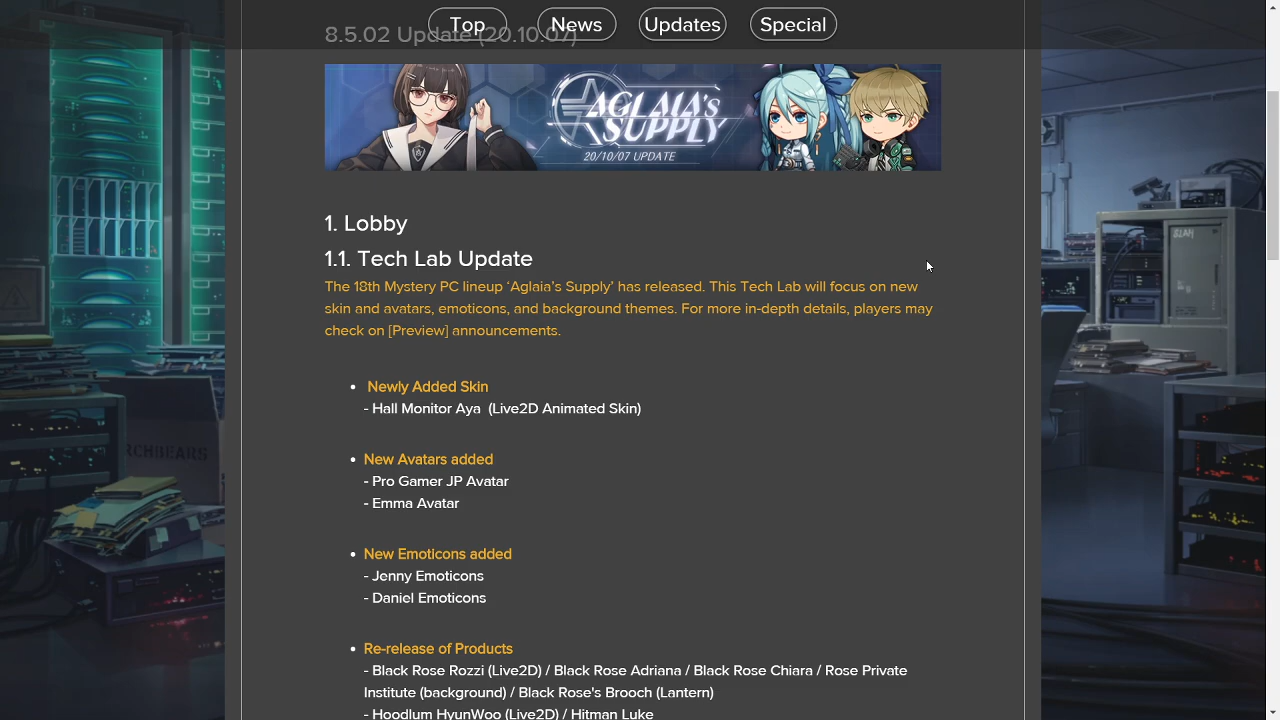 Top
News
Updates
Special
8.5.02 Update (20.10.07)
AGLAIA's
SUPPLY
20/10/07 UPDATE
1. Lobby
1.1. Tech Lab Update
The 18th Mystery PC lineup ‘Aglaia’s Supply’ has released. This Tech Lab will focus on new
skin and avatars, emoticons, and background themes. For more in-depth details, players may
check on [Preview] announcements.
• Newly Added Skin
- Hall Monitor Aya (Live2D Animated Skin)
• New Avatars added
- Pro Gamer JP Avatar
- Emma Avatar
• New Emoticons added
- Jenny Emoticons
- Daniel Emoticons
• Re-release of Products
- Black Rose Rozzi (Live2D) / Black Rose Adriana / Black Rose Chiara / Rose Private
Institute (background) / Black Rose's Brooch (Lantern)
- Hoodlum HyunWoo (Live2D) / Hitman Luke